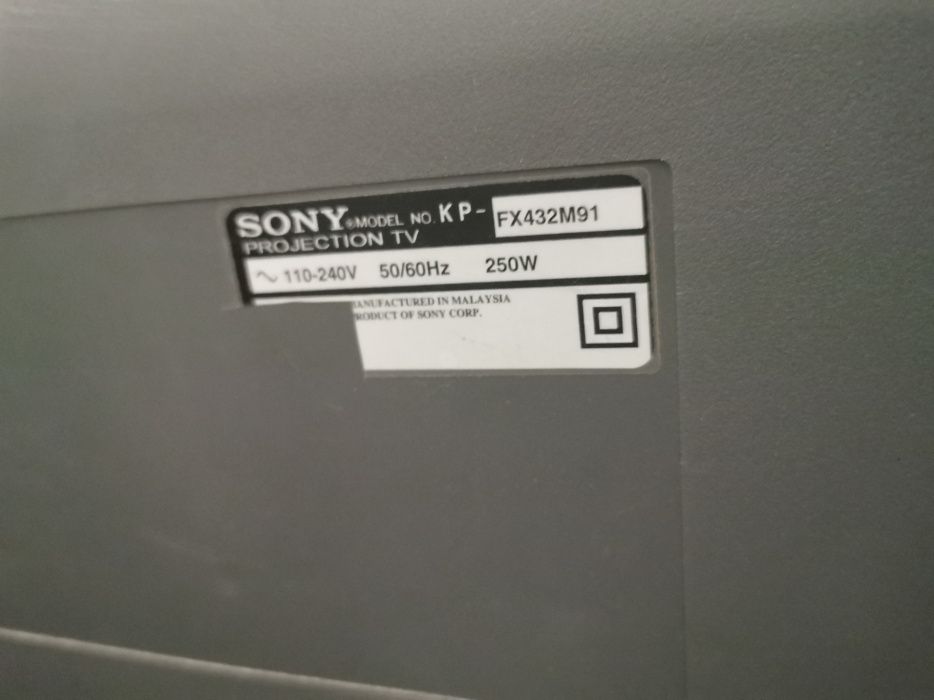 SONY® MODEL NO. KP-FX432M91
PROJECTION TV
~ 110-240V 50/60Hz 250W
ANUFACTURED IN MALAYSIA
RODUCT OF SONY CORP.